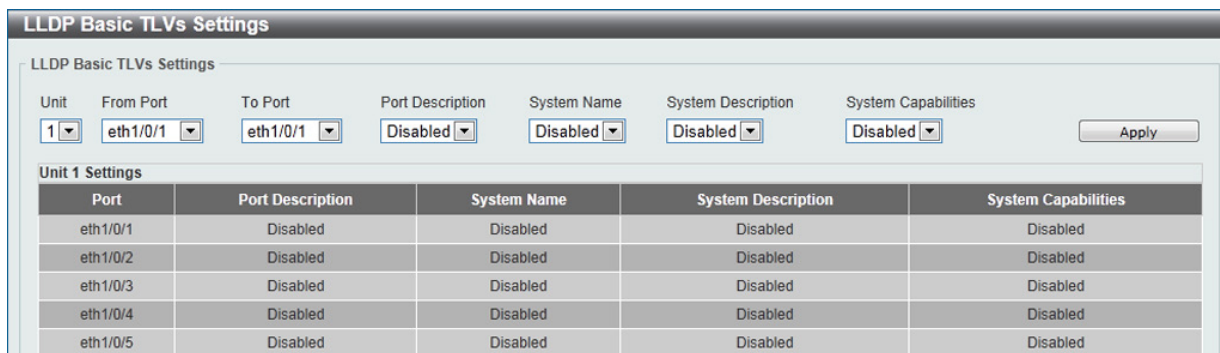 LLDP Basic TLVs Settings
LLDP Basic TLVs Settings
Unit From Port To Port Port Description System Name System Description System Capabilities
1 eth1/0/1 eth1/0/1 Disabled Disabled Disabled Disabled Apply
Unit 1 Settings
Port Port Description System Name System Description System Capabilities
eth1/0/1 Disabled Disabled Disabled Disabled
eth1/0/2 Disabled Disabled Disabled Disabled
eth1/0/3 Disabled Disabled Disabled Disabled
eth1/0/4 Disabled Disabled Disabled Disabled
eth1/0/5 Disabled Disabled Disabled Disabled